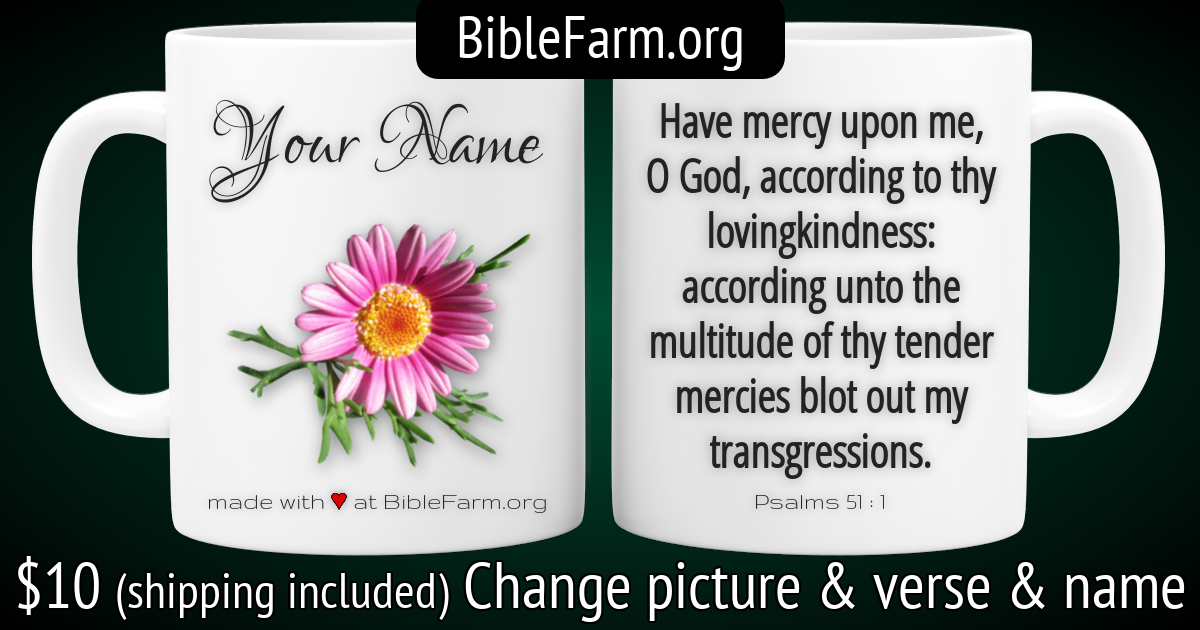 BibleFarm.org
Your Name
made with ♥ at BibleFarm.org
Have mercy upon me,
O God, according to thy
lovingkindness:
according unto the
multitude of thy tender
mercies blot out my
transgressions.
Psalms 51 : 1
$10 (shipping included) Change picture & verse & name